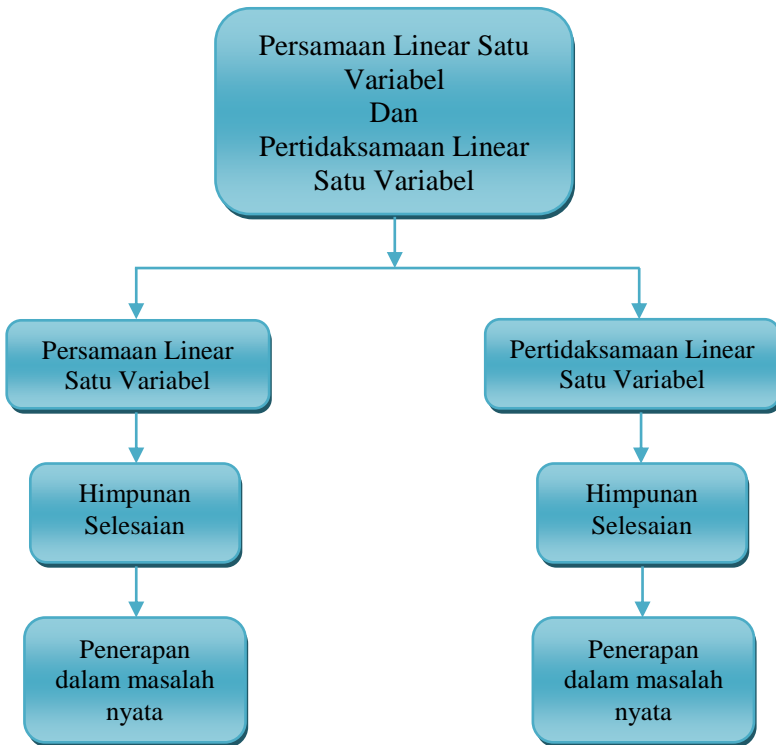 Persamaan Linear Satu
Variabel
Dan
Pertidaksamaan Linear
Satu Variabel
Persamaan Linear
Satu Variabel
Pertidaksamaan Linear
Satu Variabel
Himpunan
Selesaian
Himpunan
Selesaian
Penerapan
dalam masalah
nyata
Penerapan
dalam masalah
nyata